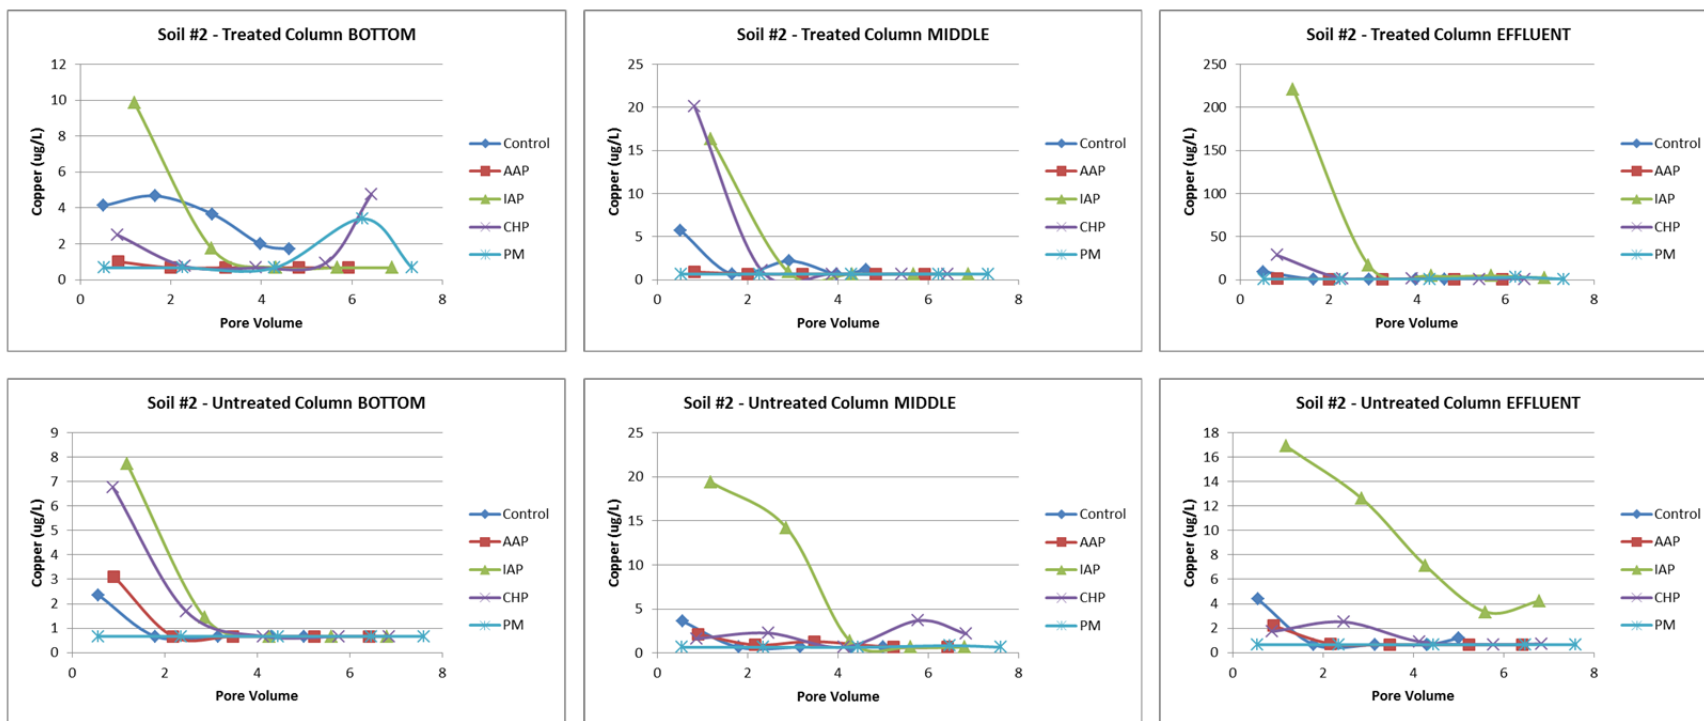 Soil #2 - Treated Column BOTTOM
Copper (ug/L)
12
10
8
6
4
2
0
0 2 4 6 8
Pore Volume
Control
AAP
IAP
CHP
PM
Soil #2 - Treated Column MIDDLE
Copper (ug/L)
25
20
15
10
5
0
0 2 4 6 8
Pore Volume
Control
AAP
IAP
CHP
PM
Soil #2 - Treated Column EFFLUENT
Copper (ug/L)
250
200
150
100
50
0
0 2 4 6 8
Pore Volume
Control
AAP
IAP
CHP
PM
Soil #2 - Untreated Column BOTTOM
Copper (ug/L)
9
8
7
6
5
4
3
2
1
0
0 2 4 6 8
Pore Volume
Control
AAP
IAP
CHP
PM
Soil #2 - Untreated Column MIDDLE
Copper (ug/L)
25
20
15
10
5
0
0 2 4 6 8
Pore Volume
Control
AAP
IAP
CHP
PM
Soil #2 - Untreated Column EFFLUENT
Copper (ug/L)
18
16
14
12
10
8
6
4
2
0
0 2 4 6 8
Pore Volume
Control
AAP
IAP
CHP
PM